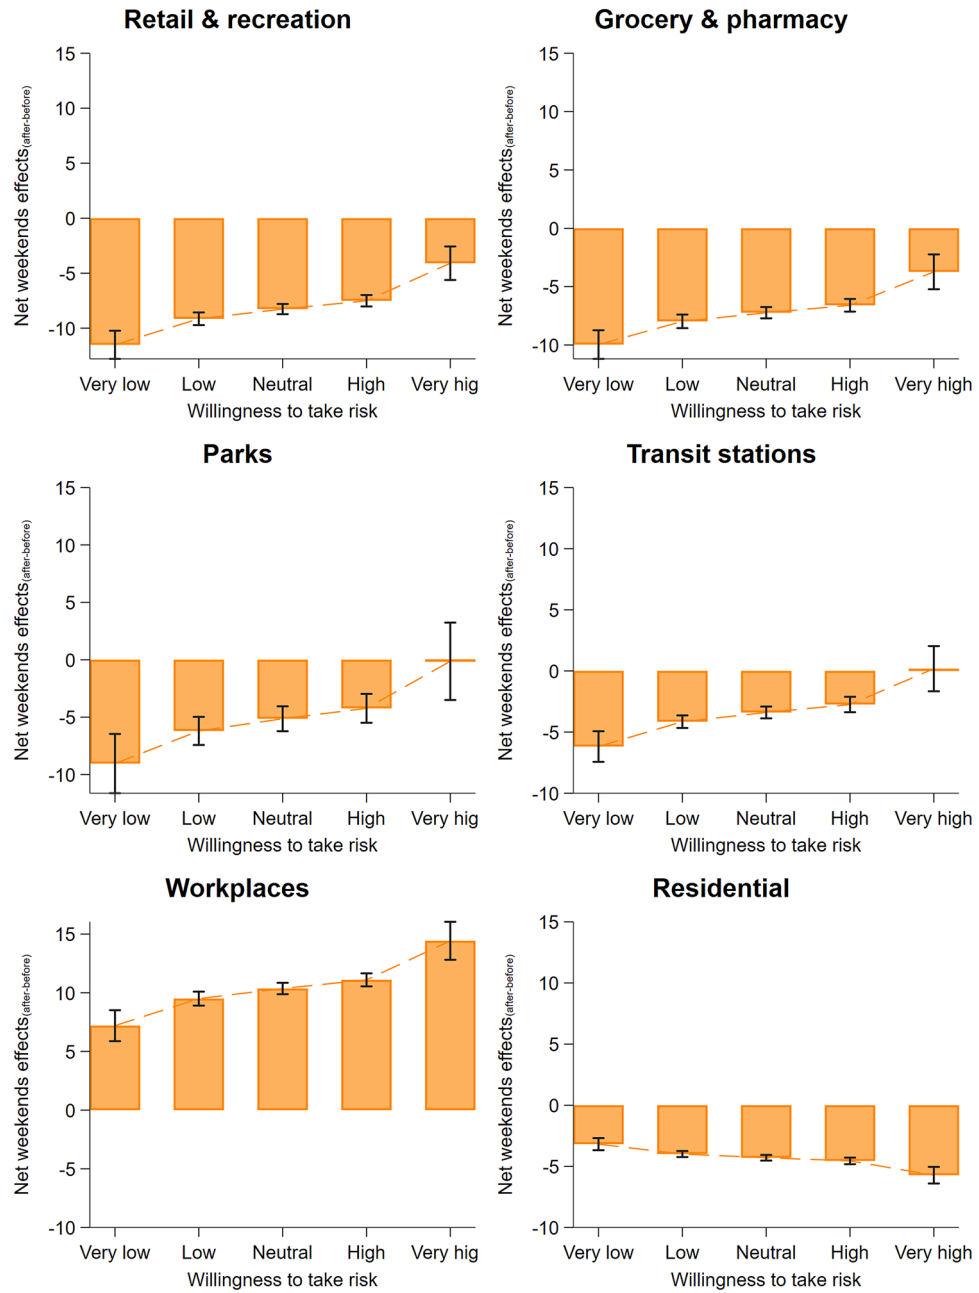 Retail & recreation
Net weekends effects(after-before)
15
10
5
0
-5
-10
Very low Low Neutral High Very hig
Willingness to take risk
Grocery & pharmacy
Net weekends effects(after-before)
15
10
5
0
-5
-10
Very low Low Neutral High Very high
Willingness to take risk
Parks
Net weekends effects(after-before)
15
10
5
0
-5
-10
Very low Low Neutral High Very hig
Willingness to take risk
Transit stations
Net weekends effects(after-before)
15
10
5
0
-5
-10
Very low Low Neutral High Very high
Willingness to take risk
Workplaces
Net weekends effects(after-before)
15
10
5
0
-5
-10
Very low Low Neutral High Very hig
Willingness to take risk
Residential
Net weekends effects(after-before)
15
10
5
0
-5
-10
Very low Low Neutral High Very high
Willingness to take risk